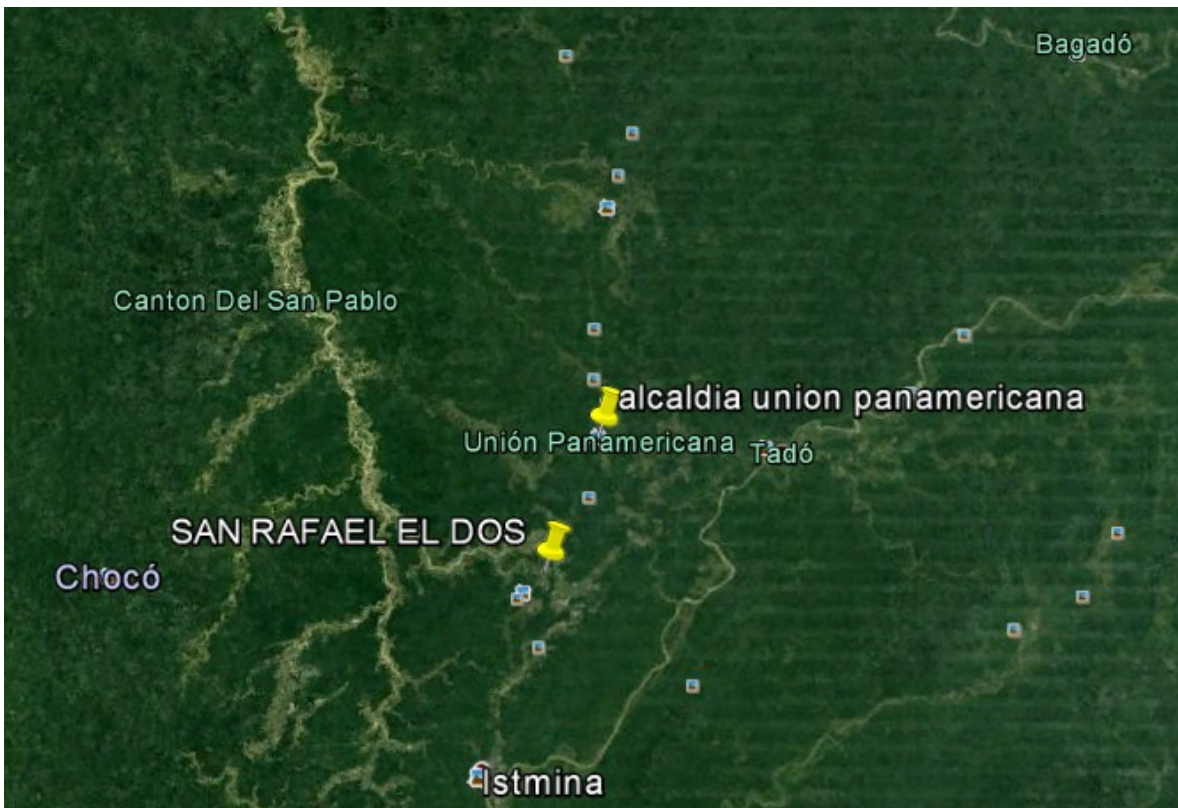 Bagadó
Canton Del San Pablo
alcaldia union panamericana
Unión Panamericana
Tadó
SAN RAFAEL EL DOS
Chocó
Istmina